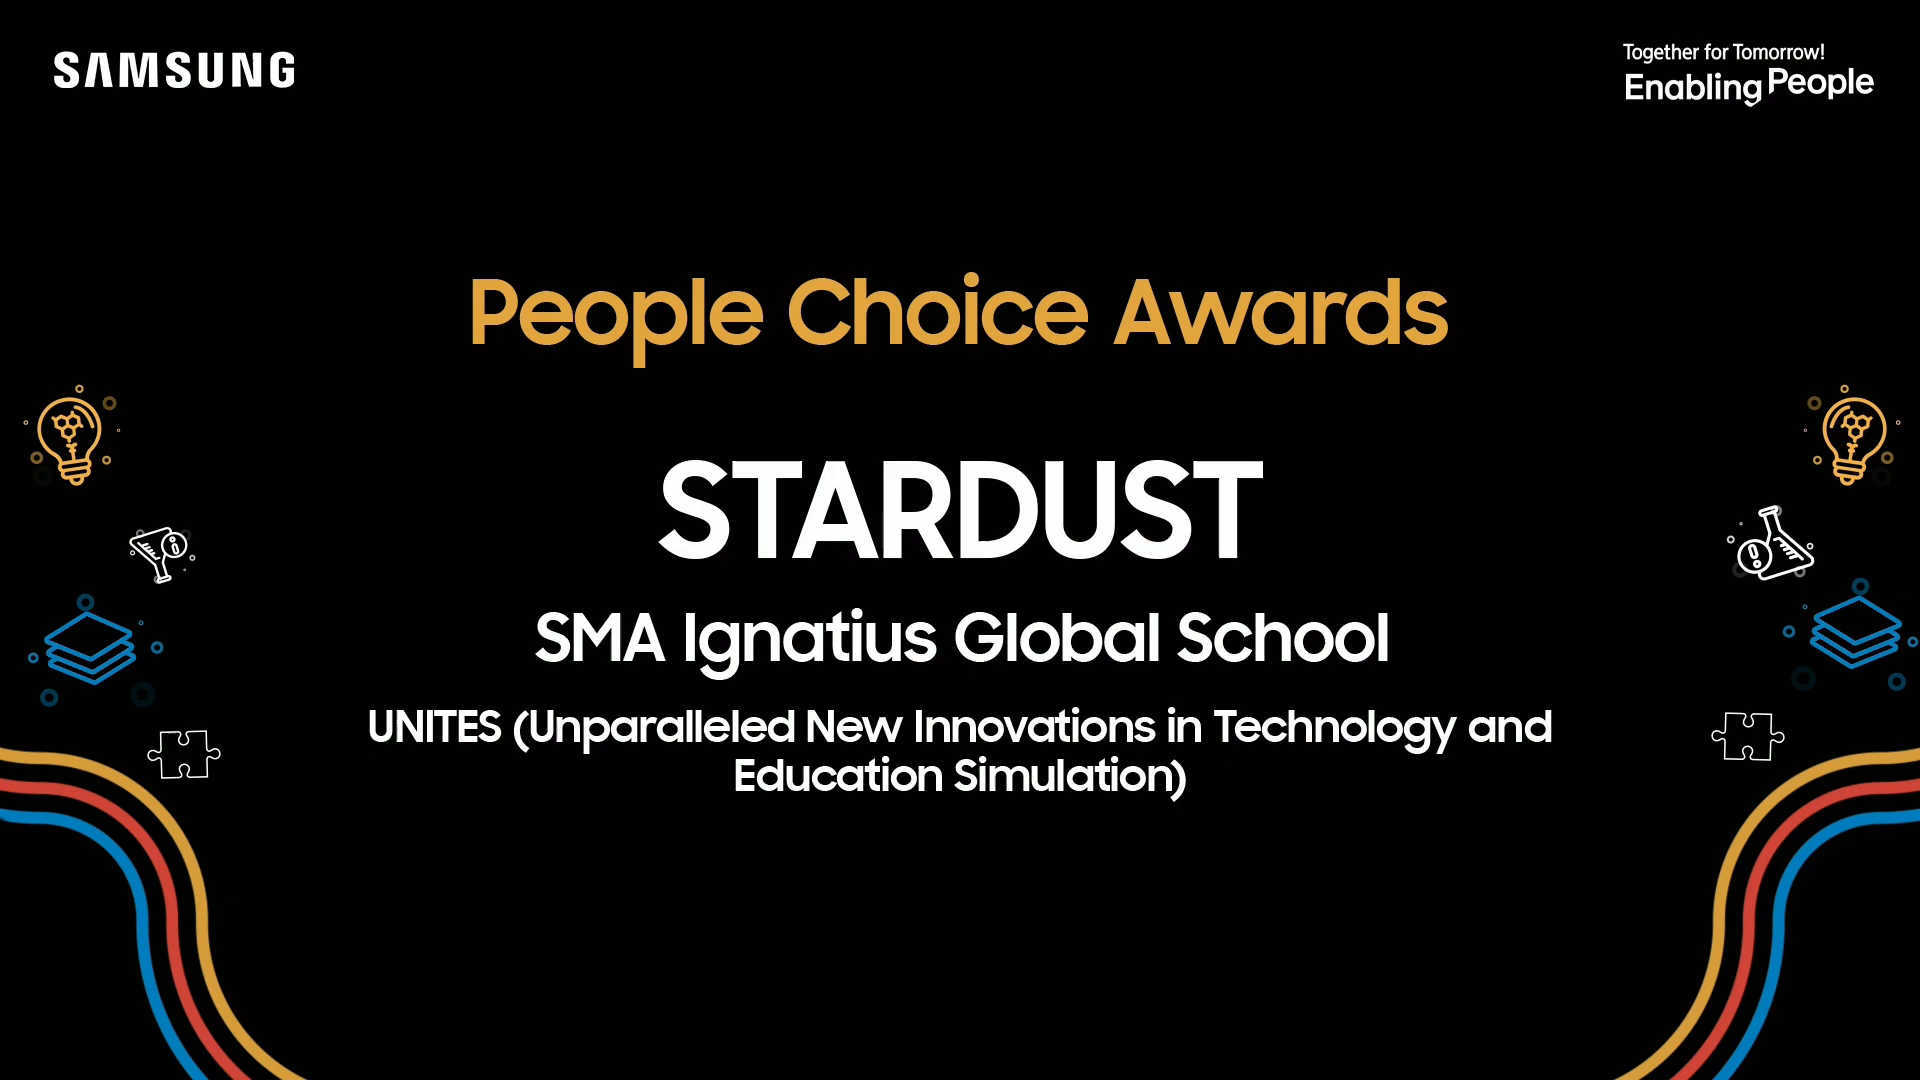 SAMSUNG
Together for Tomorrow!
Enabling People
People Choice Awards
STARDUST
SMA Ignatius Global School
UNITES (Unparalleled New Innovations in Technology and
Education Simulation)